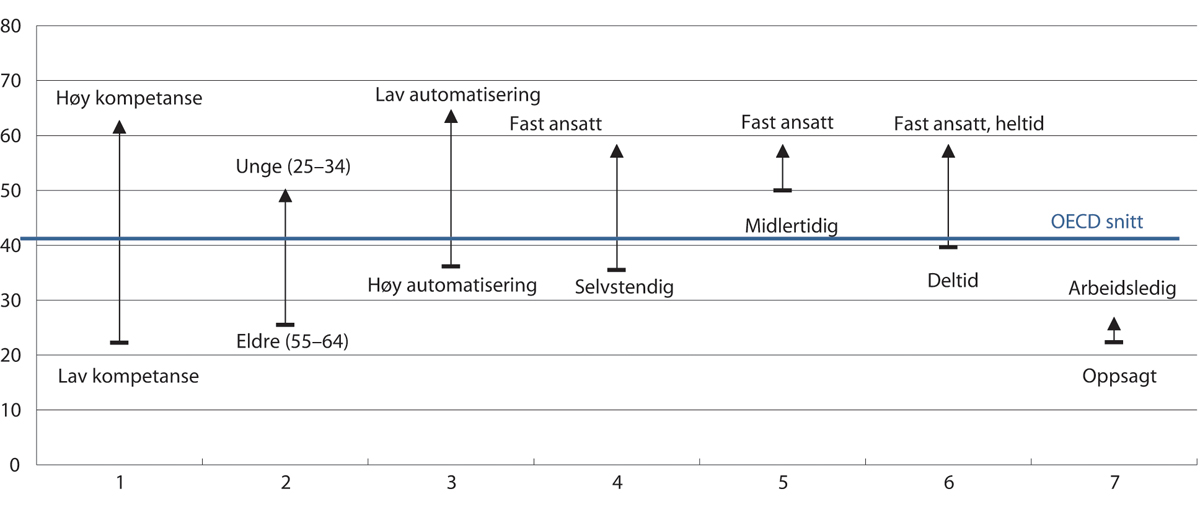 80
70
60
50
40
30
20
10
0
Høy kompetanse
Lav kompetanse
Unge (25–34)
Eldre (55–64)
Lav automatisering
Høy automatisering
Fast ansatt
Selvstendig
Fast ansatt
Midlertidig
Fast ansatt, heltid
Deltid
OECD snitt
Arbeidsledig
Oppsagt
1 2 3 4 5 6 7